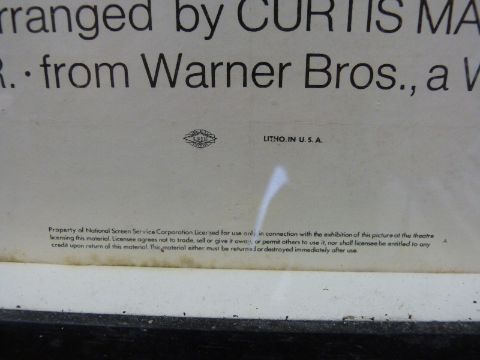 rranged by CURTIS MA
R. · from Warner Bros., a W
LITHO. IN U. S. A.
Property of National Screen Service Corporation Licensed for use only in connection with the exhibition of this picture at the theatre
licensing this material. Licensee agrees not to trade, sell or give it away, or permit others to use it, nor shall licensee be entitled to any
credit upon return of this material. This material either must be returned or destroyed immediately after use.